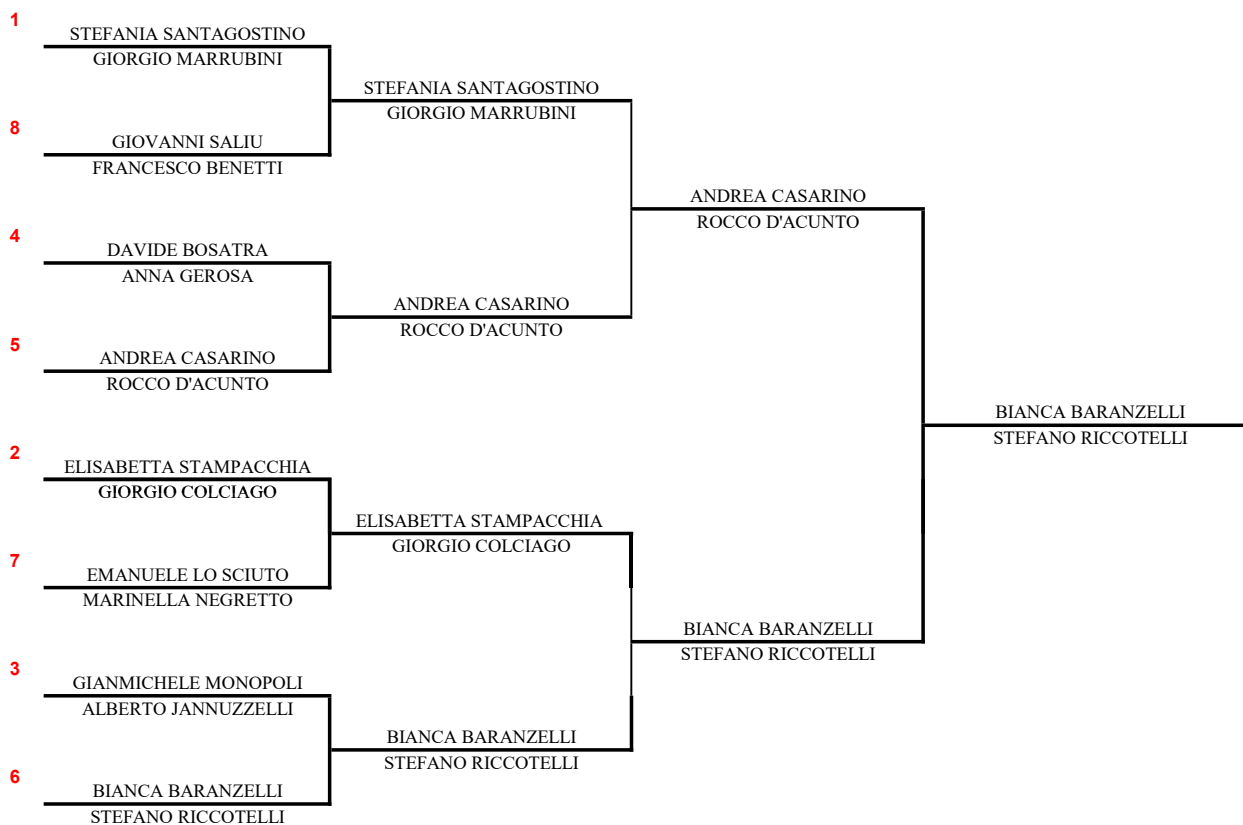 1
STEFANIA SANTAGOSTINO
GIORGIO MARRUBINI
STEFANIA SANTAGOSTINO
GIORGIO MARRUBINI
8
GIOVANNI SALIU
FRANCESCO BENETTI
ANDREA CASARINO
ROCCO D'ACUNTO
4
DAVIDE BOSATRA
ANNA GEROSA
ANDREA CASARINO
ROCCO D'ACUNTO
5
ANDREA CASARINO
ROCCO D'ACUNTO
BIANCA BARANZELLI
STEFANO RICCOTELLI
2
ELISABETTA STAMPACCHIA
GIORGIO COLCIAGO
ELISABETTA STAMPACCHIA
GIORGIO COLCIAGO
7
EMANUELE LO SCIUTO
MARINELLA NEGRETTO
BIANCA BARANZELLI
STEFANO RICCOTELLI
3
GIANMICHELE MONOPOLI
ALBERTO JANNUZZELLI
BIANCA BARANZELLI
STEFANO RICCOTELLI
6
BIANCA BARANZELLI
STEFANO RICCOTELLI